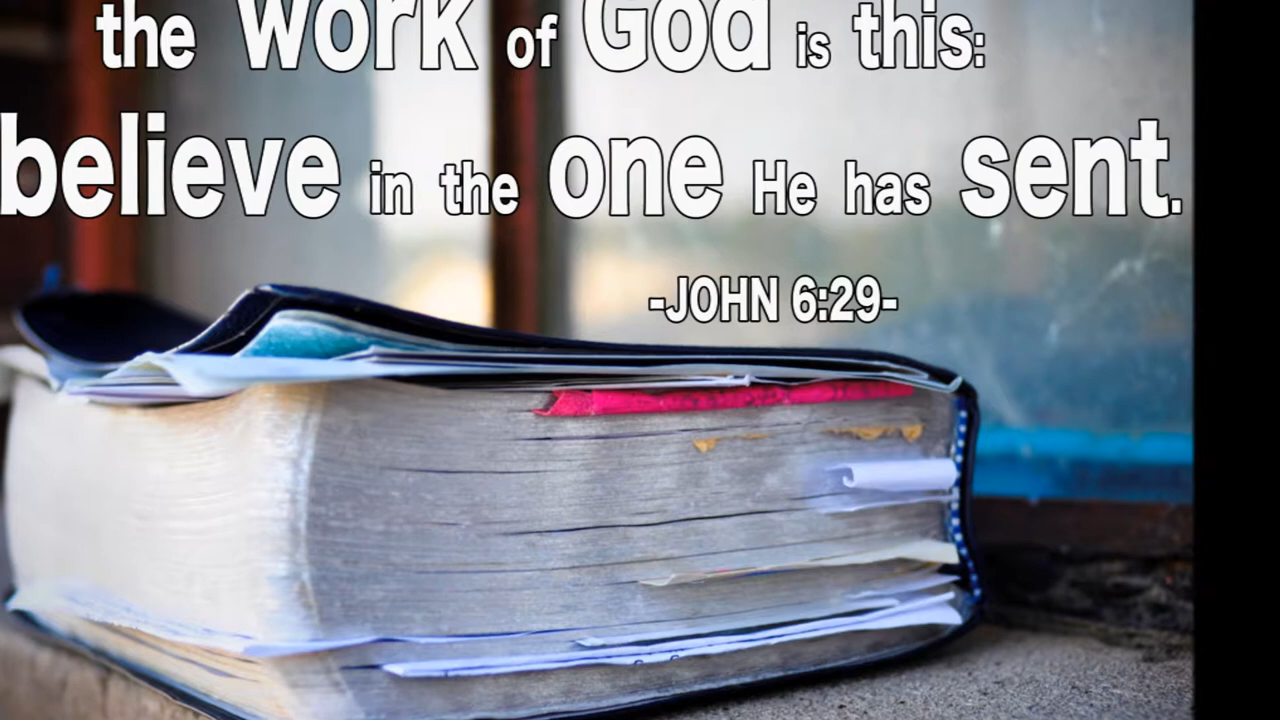 the work of God is this:
believe in the one He has sent.
-JOHN 6:29-